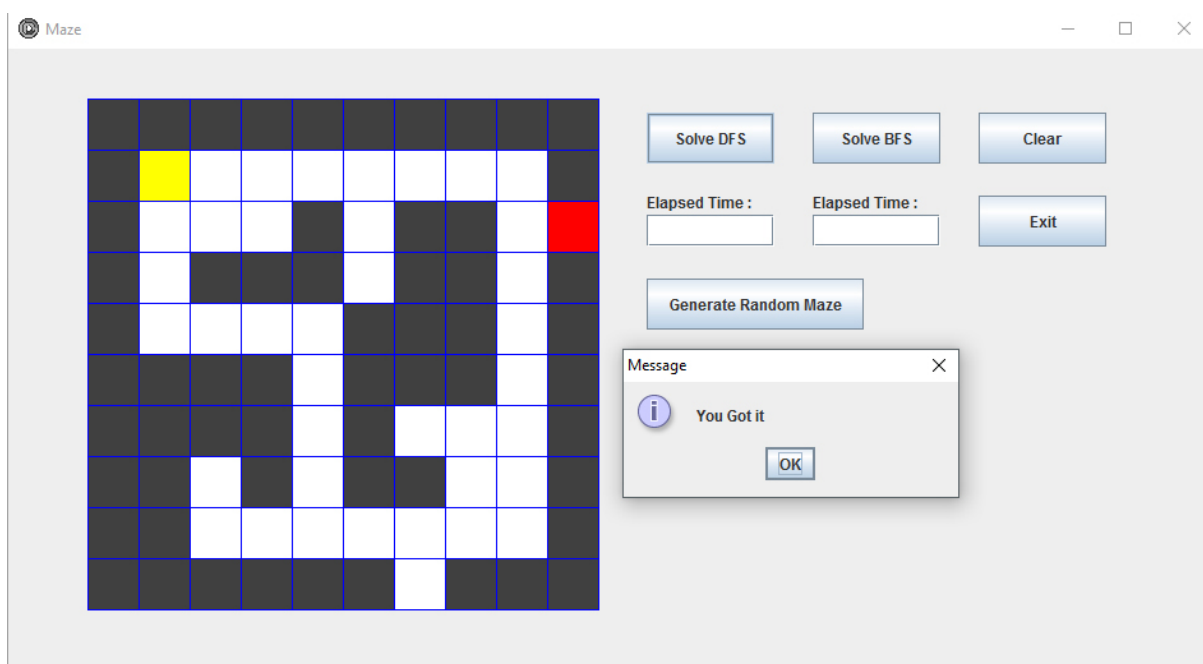 Maze
Solve DFS
Solve BFS
Clear
Elapsed Time :
Elapsed Time :
Exit
Generate Random Maze
Message
You Got it
OK